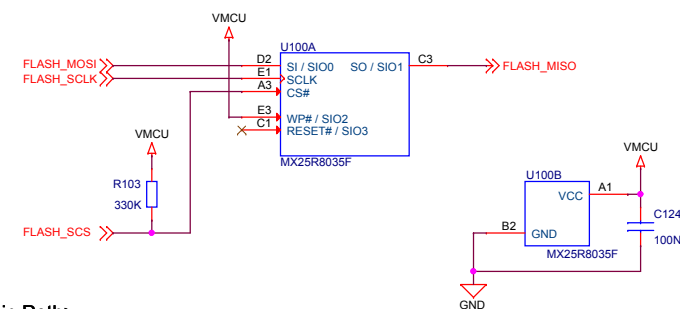 VMCU
U100A
FLASH_MOSI
D2
SI / SIO0
SO / SIO1
C3
FLASH_MISO
FLASH_SCLK
E1
SCLK
A3
CS#
E3
WP# / SIO2
C1
RESET# / SIO3
MX25R8035F
VMCU
R103
330K
FLASH_SCS
VMCU
U100B
VCC
A1
B2
GND
C124
100N
MX25R8035F
GND